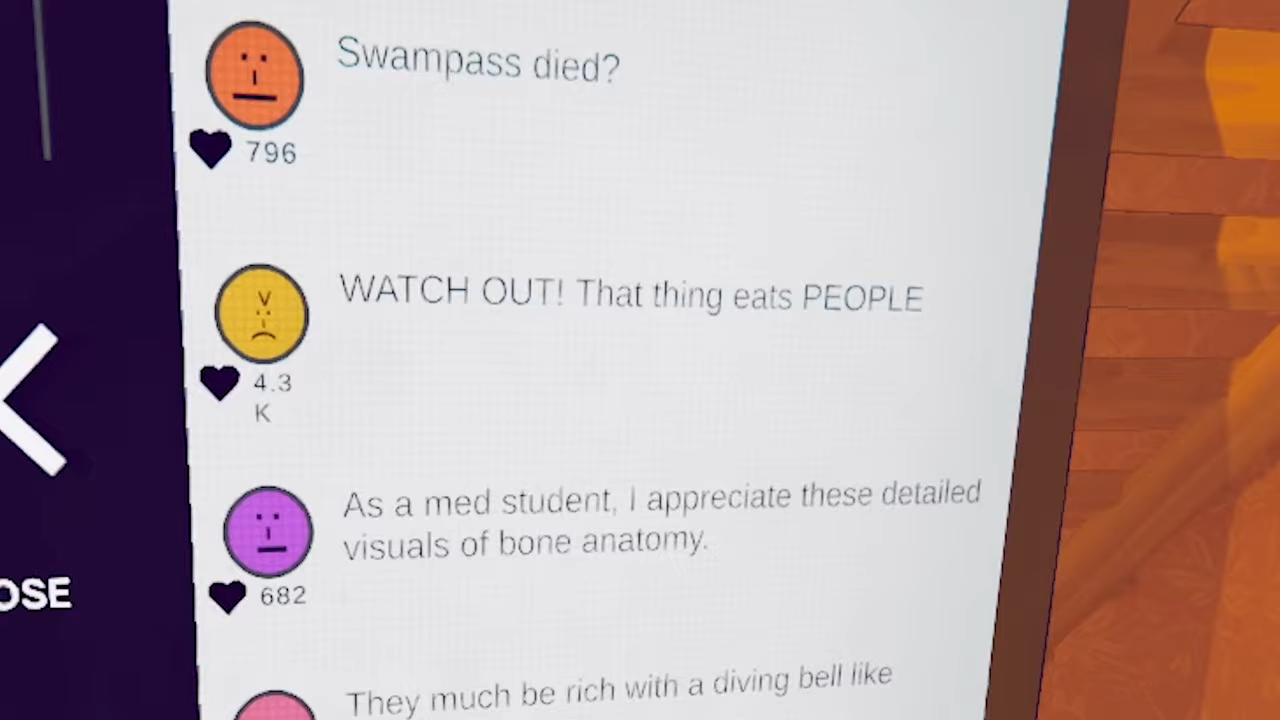 Swampass died?
796
WATCH OUT! That thing eats PEOPLE
4.3
K
As a med student, I appreciate these detailed
visuals of bone anatomy.
OSE
682
They much be rich with a diving bell like